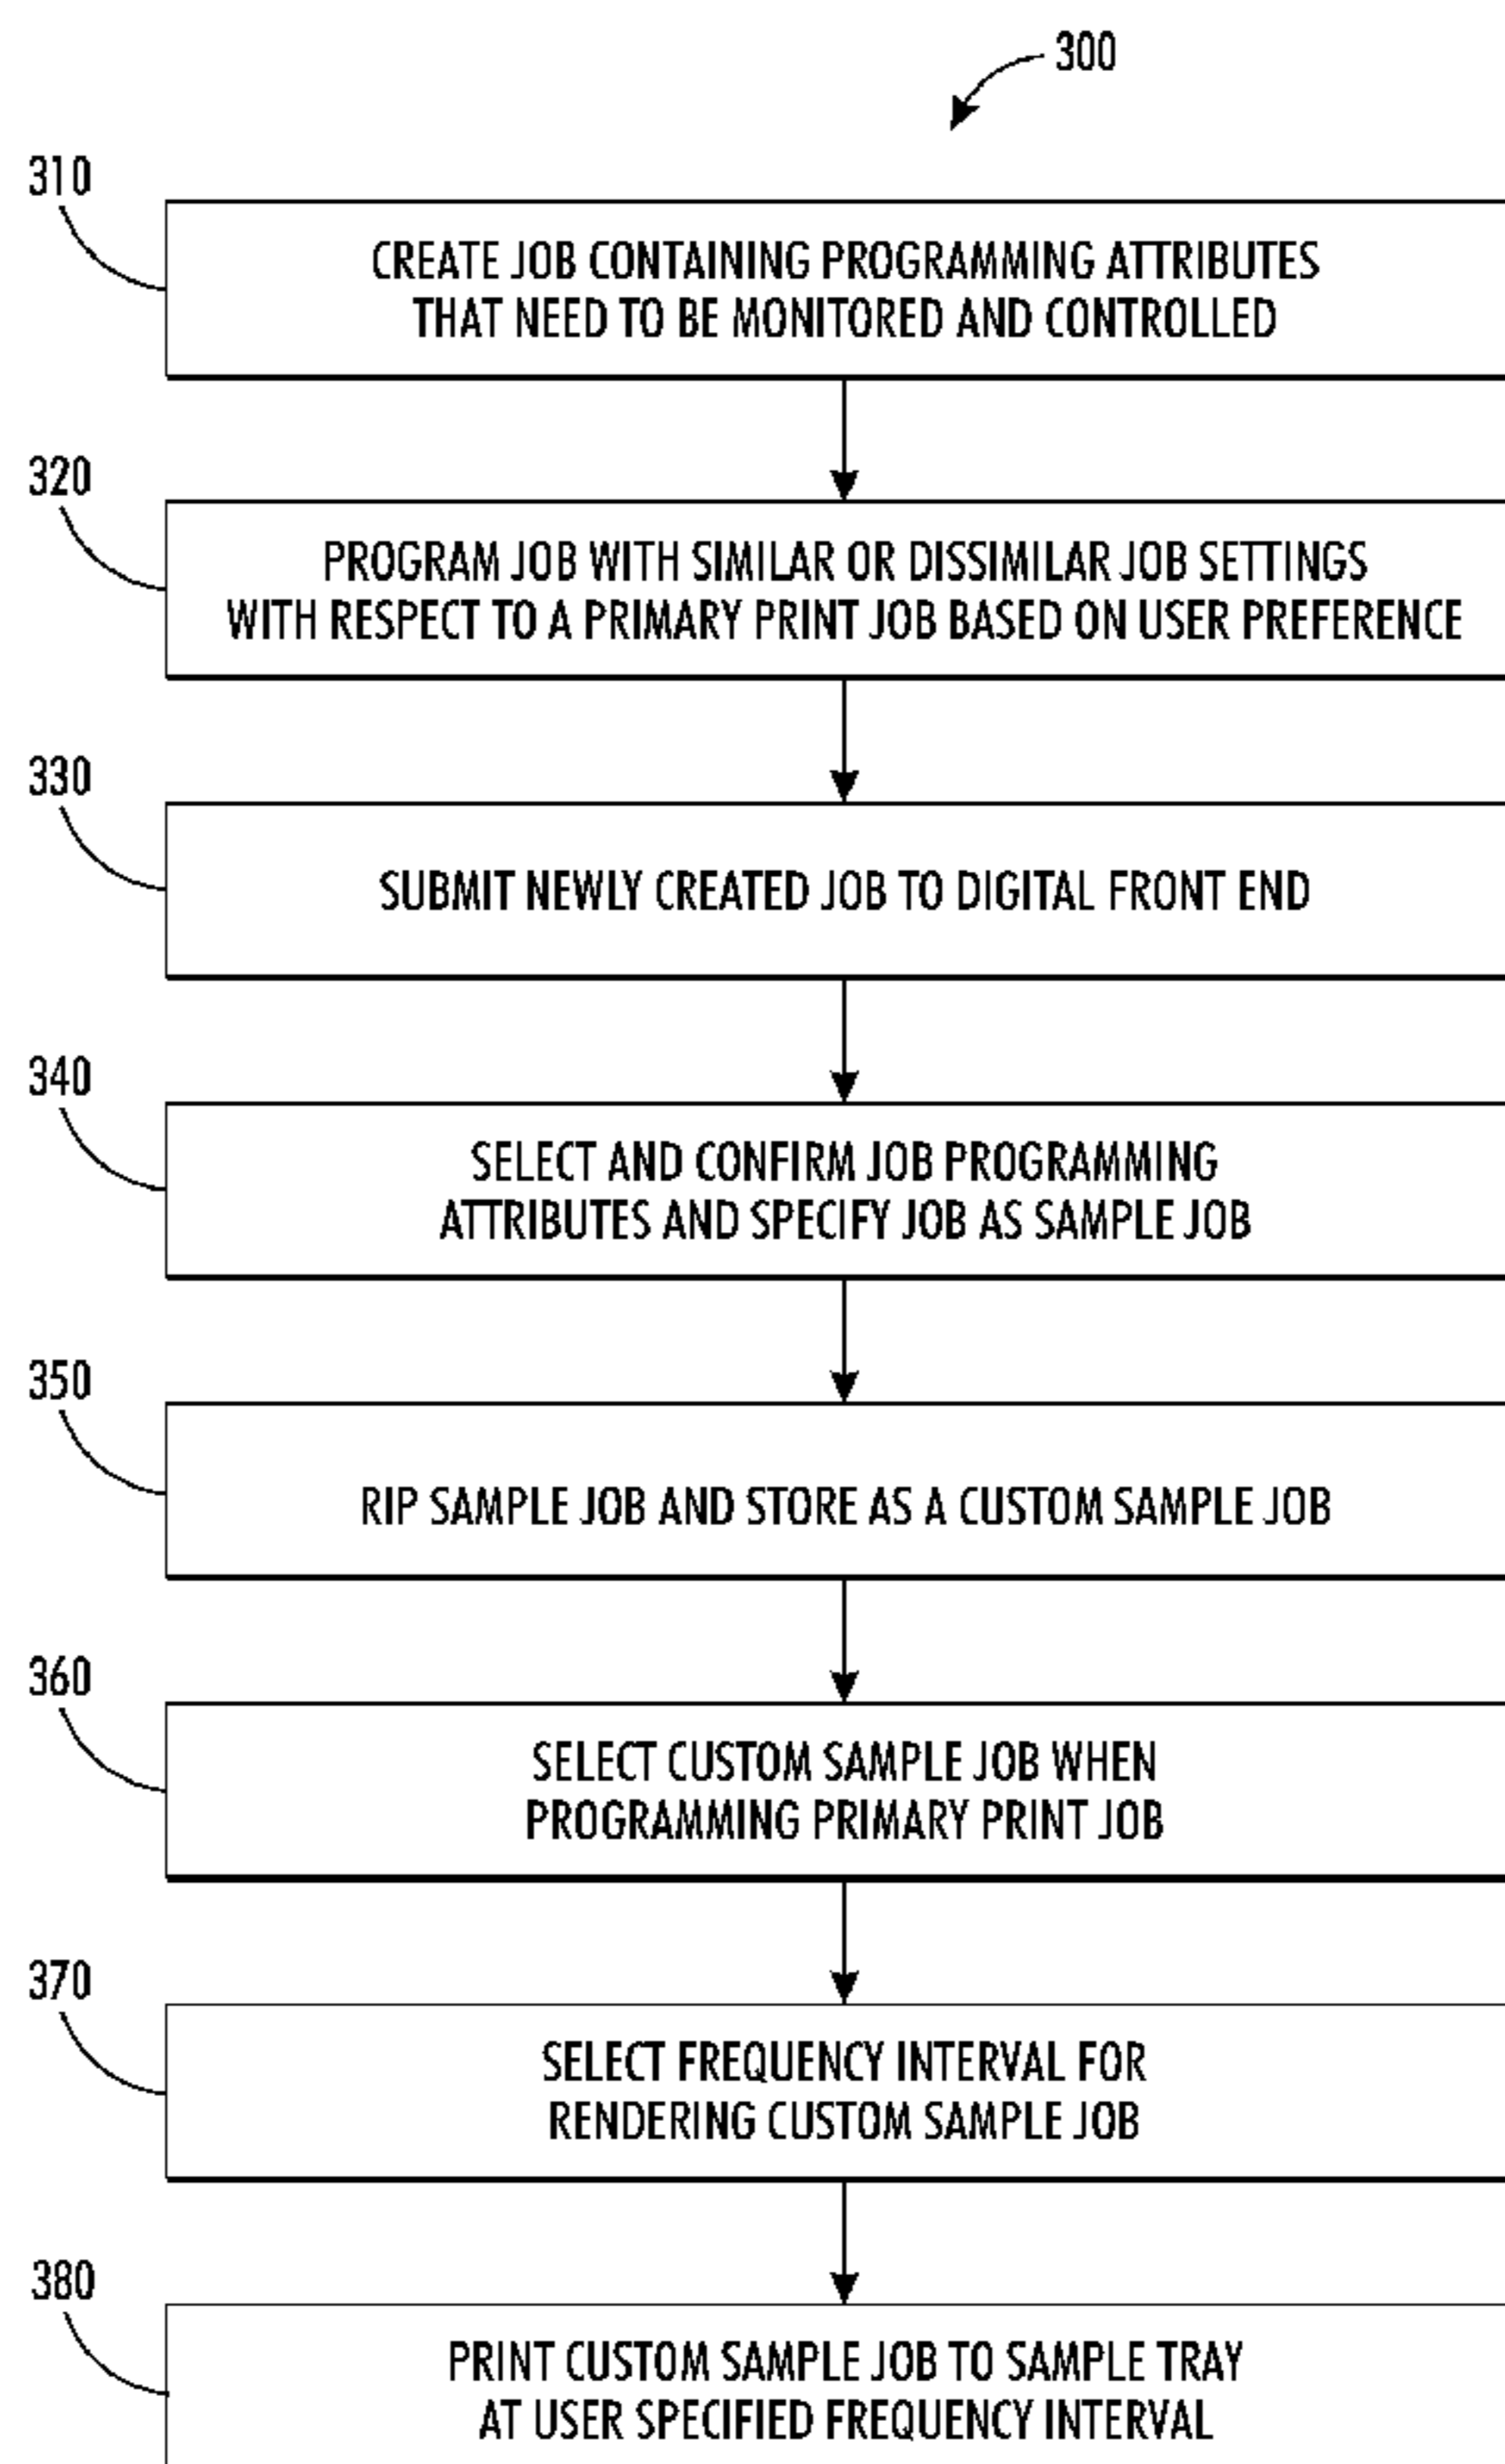 300
310
CREATE JOB CONTAINING PROGRAMMING ATTRIBUTES
THAT NEED TO BE MONITORED AND CONTROLLED
320
PROGRAM JOB WITH SIMILAR OR DISSIMILAR JOB SETTINGS
WITH RESPECT TO A PRIMARY PRINT JOB BASED ON USER PREFERENCE
330
SUBMIT NEWLY CREATED JOB TO DIGITAL FRONT END
340
SELECT AND CONFIRM JOB PROGRAMMING
ATTRIBUTES AND SPECIFY JOB AS SAMPLE JOB
350
RIP SAMPLE JOB AND STORE AS A CUSTOM SAMPLE JOB
360
SELECT CUSTOM SAMPLE JOB WHEN
PROGRAMMING PRIMARY PRINT JOB
370
SELECT FREQUENCY INTERVAL FOR
RENDERING CUSTOM SAMPLE JOB
380
PRINT CUSTOM SAMPLE JOB TO SAMPLE TRAY
AT USER SPECIFIED FREQUENCY INTERVAL